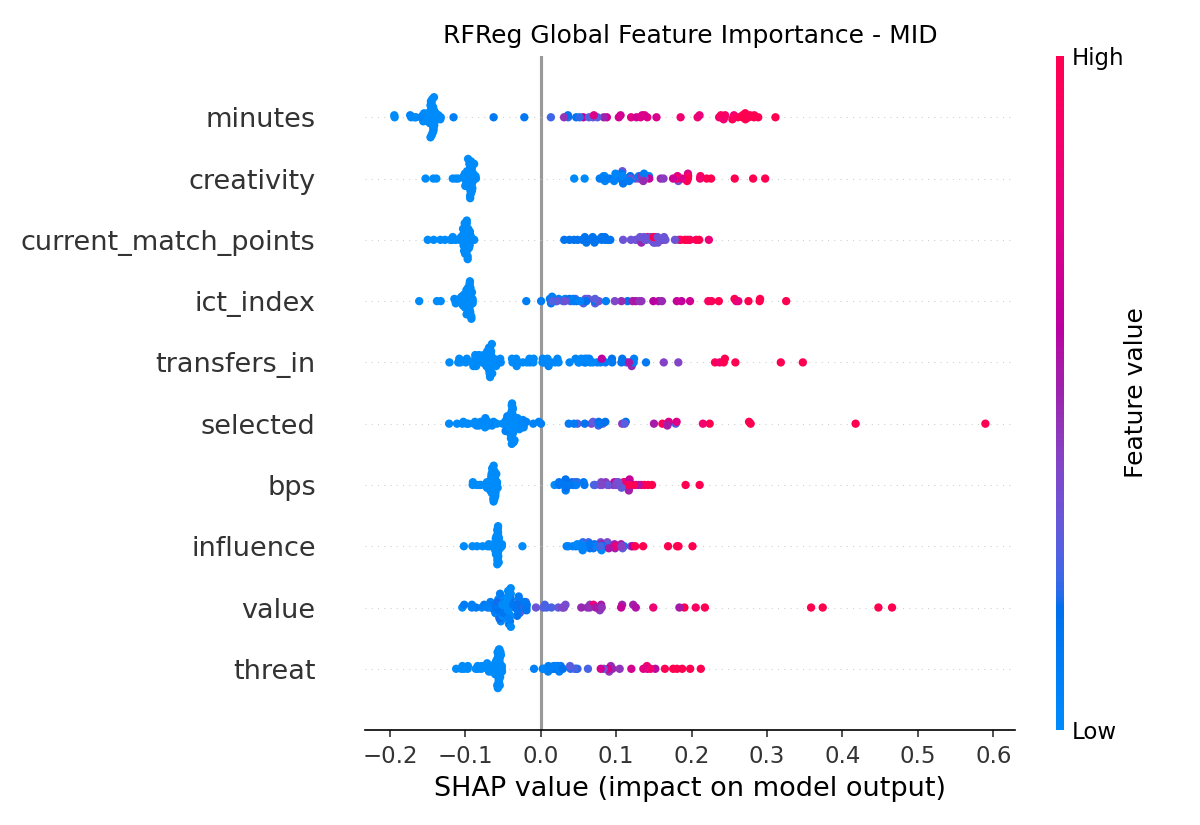 RFReg Global Feature Importance - MID
High
minutes
creativity
current_match_points
ict_index
transfers_in
selected
bps
influence
value
threat
Feature value
Low
−0.2 −0.1 0.0 0.1 0.2 0.3 0.4 0.5 0.6
SHAP value (impact on model output)